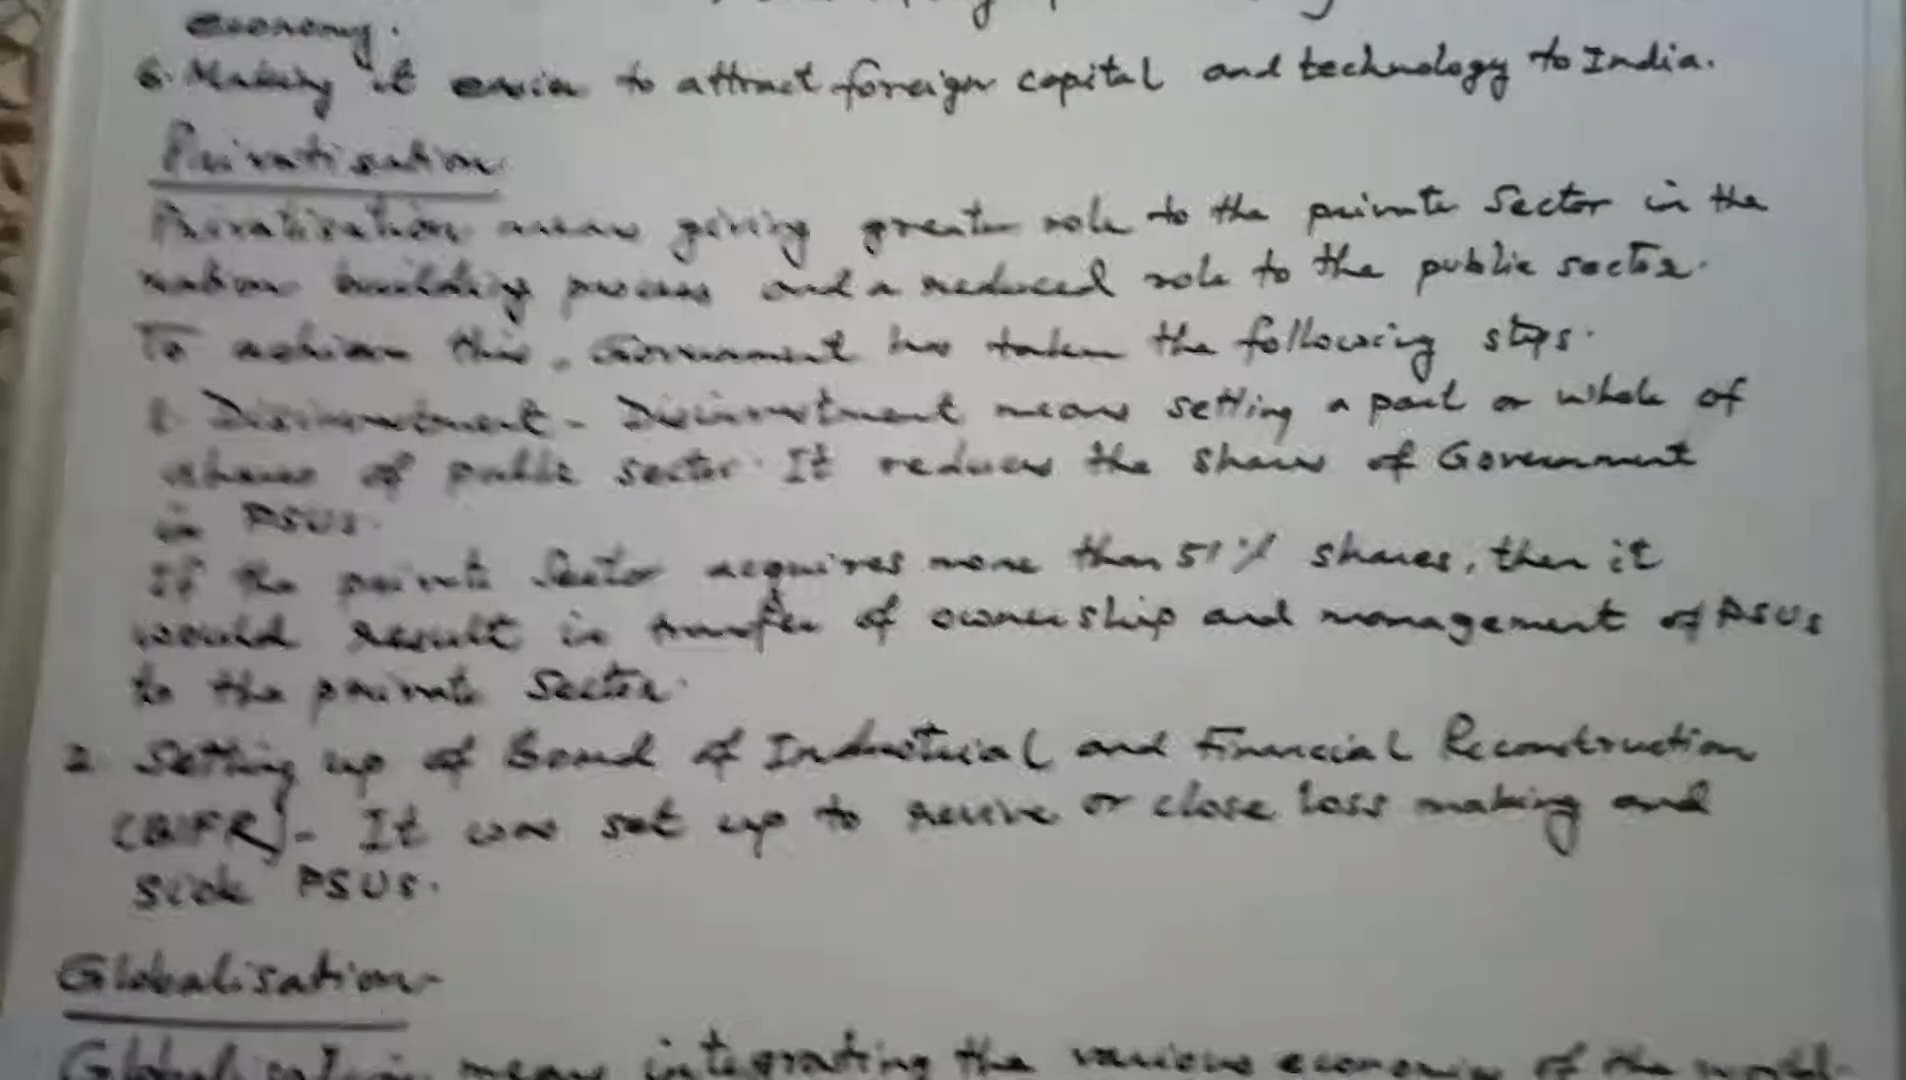 economy.
6. Making it easier to attract foreign capital and technology to India.
Privatisation
Privatisation means giving greater role to the private Sector in the
nation building process and a reduced role to the public sector.
To achieve this, Government has taken the following steps.
1. Disinvestment - Disinvestment means setting a part or whole of
shares of public sector. It reduces the share of Government
in PSUs.
If the private Sector acquires more than 51% shares, then it
would result in transfer of ownership and management of PSUs
to the private Sector.
2. Setting up of Board of Industrial and Financial Reconstruction
(BIFR) - It was set up to revive or close loss making and
sick PSUs.
Globalisation -
Globalisation means integrating the various economies of the world.